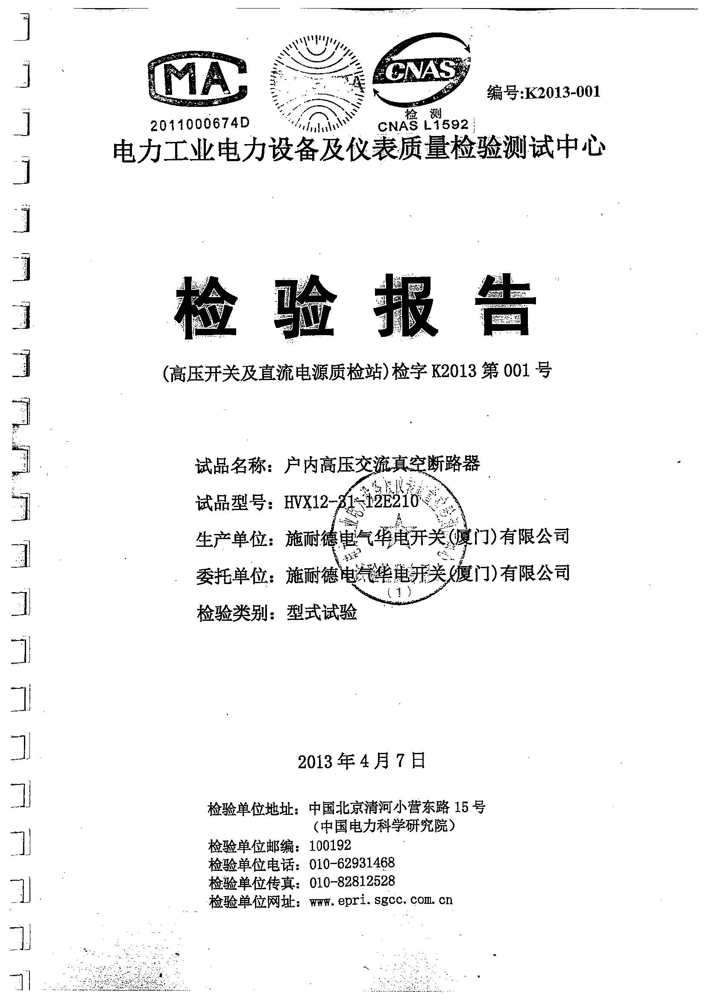 MA
CNAS
编号:K2013-001
检 测
2011000674D
CNAS L1592
电力工业电力设备及仪表质量检验测试中心
检验报告
(高压开关及直流电源质检站)检字 K2013 第 001 号
试品名称：户内高压交流真空断路器
试品型号：HVX12-31-12E210
生产单位：施耐德电气华电开关(厦门)有限公司
委托单位：施耐德电气华电开关(厦门)有限公司
(1)
检验类别：型式试验
2013 年 4 月 7 日
检验单位地址：中国北京清河小营东路 15 号
（中国电力科学研究院）
检验单位邮编：100192
检验单位电话：010-62931468
检验单位传真：010-82812528
检验单位网址：www.epri.sgcc.com.cn